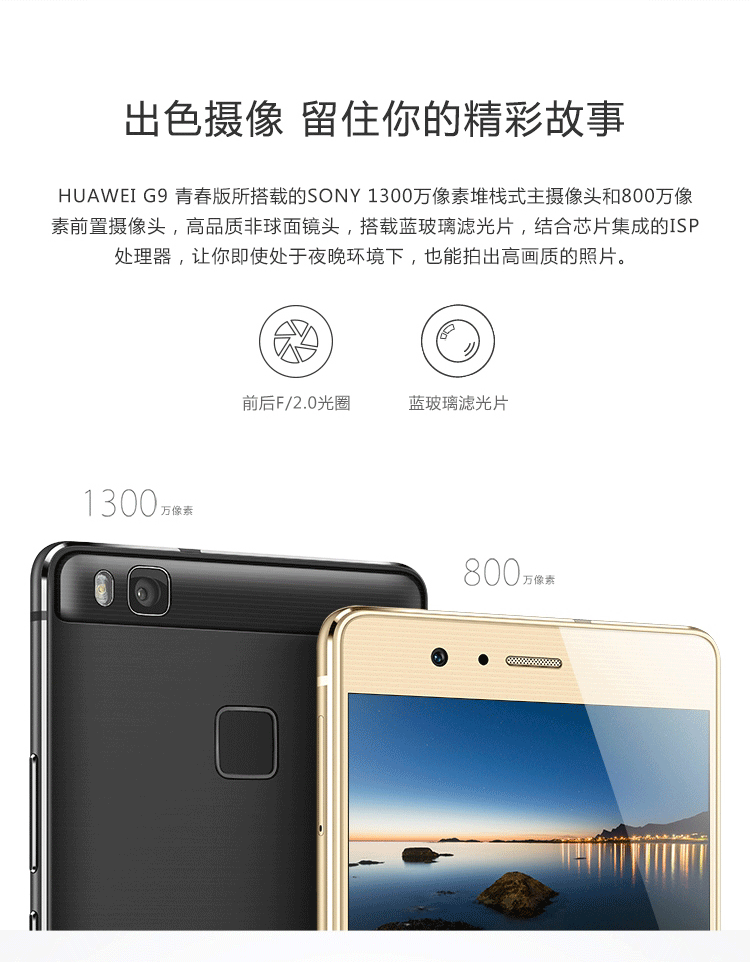 出色摄像 留住你的精彩故事
HUAWEI G9 青春版所搭载的SONY 1300万像素堆栈式主摄像头和800万像
素前置摄像头，高品质非球面镜头，搭载蓝玻璃滤光片，结合芯片集成的ISP
处理器，让你即使处于夜晚环境下，也能拍出高画质的照片。
前后F/2.0光圈
蓝玻璃滤光片
1300万像素
800万像素